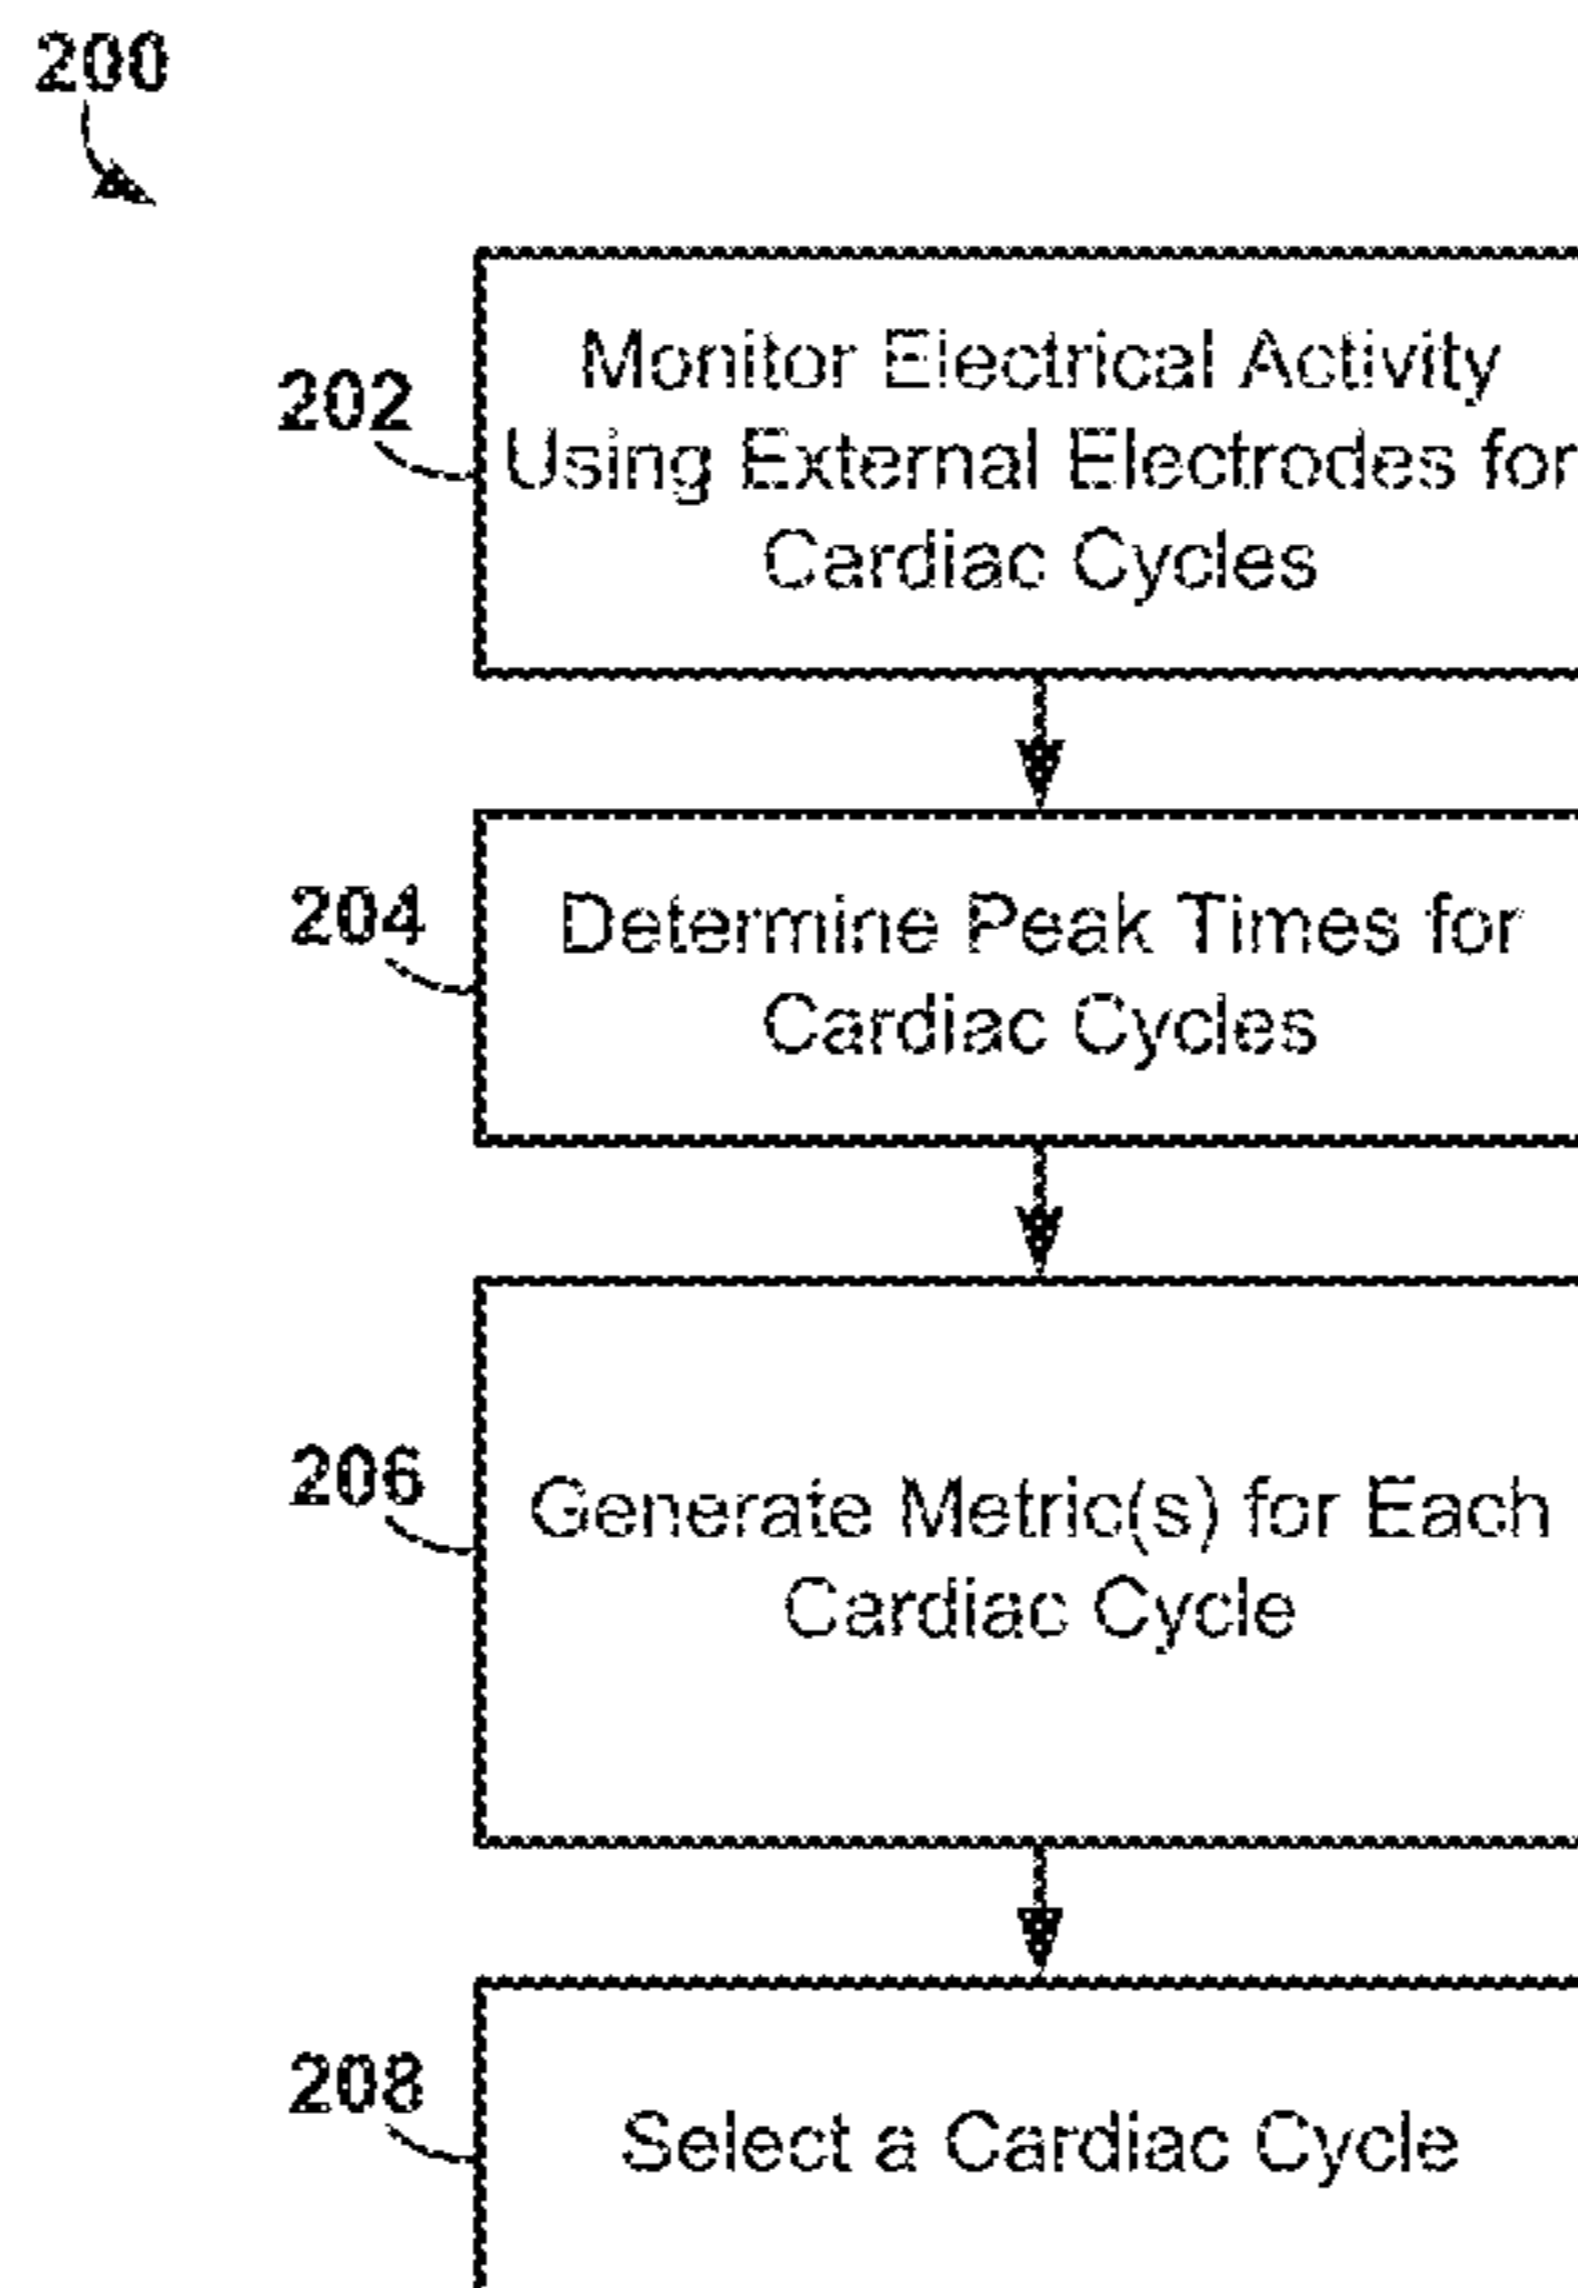 200
202
Monitor Electrical Activity
Using External Electrodes for
Cardiac Cycles
204
Determine Peak Times for
Cardiac Cycles
206
Generate Metric(s) for Each
Cardiac Cycle
208
Select a Cardiac Cycle